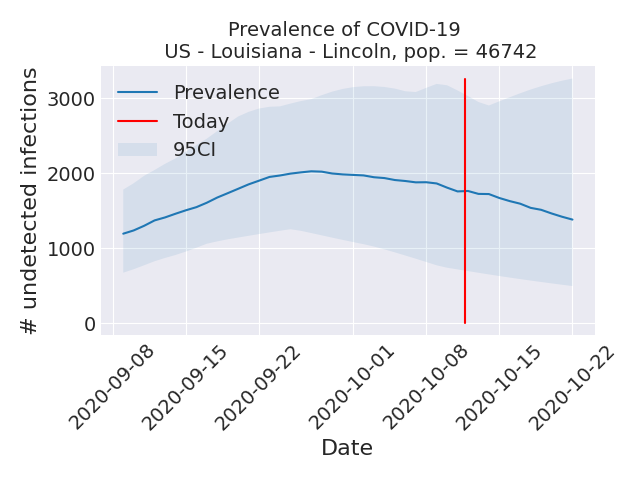 Prevalence of COVID-19
US - Louisiana - Lincoln, pop. = 46742
# undetected infections
3000
2000
1000
0
Prevalence
Today
95CI
2020-09-08
2020-09-15
2020-09-22
2020-10-01
2020-10-08
2020-10-15
2020-10-22
Date